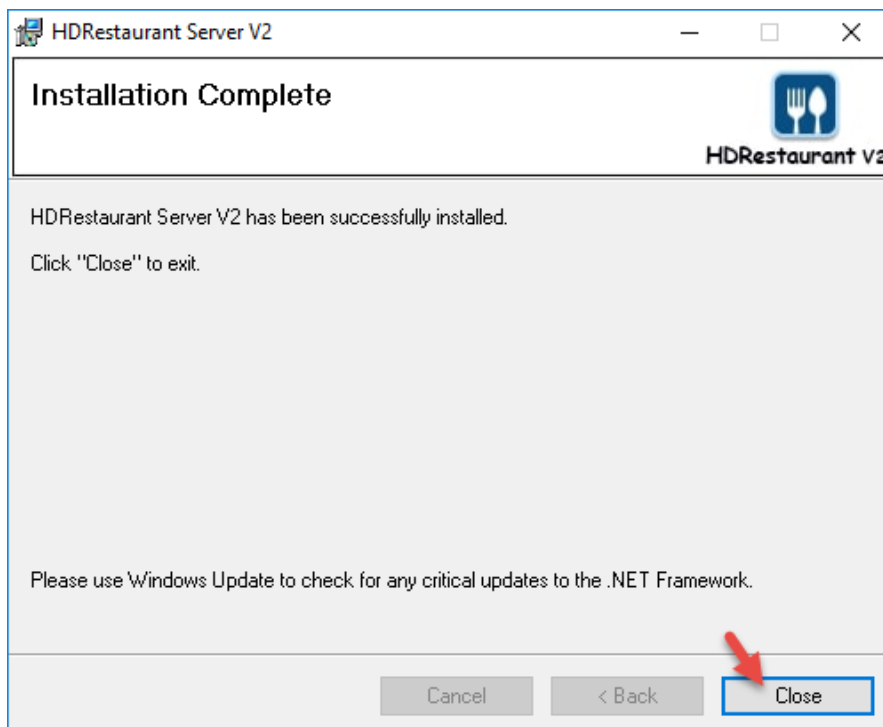 HDRestaurant Server V2
Installation Complete
HDRestaurant V2
HDRestaurant Server V2 has been successfully installed.
Click "Close" to exit.
Please use Windows Update to check for any critical updates to the .NET Framework.
Cancel
< Back
Close